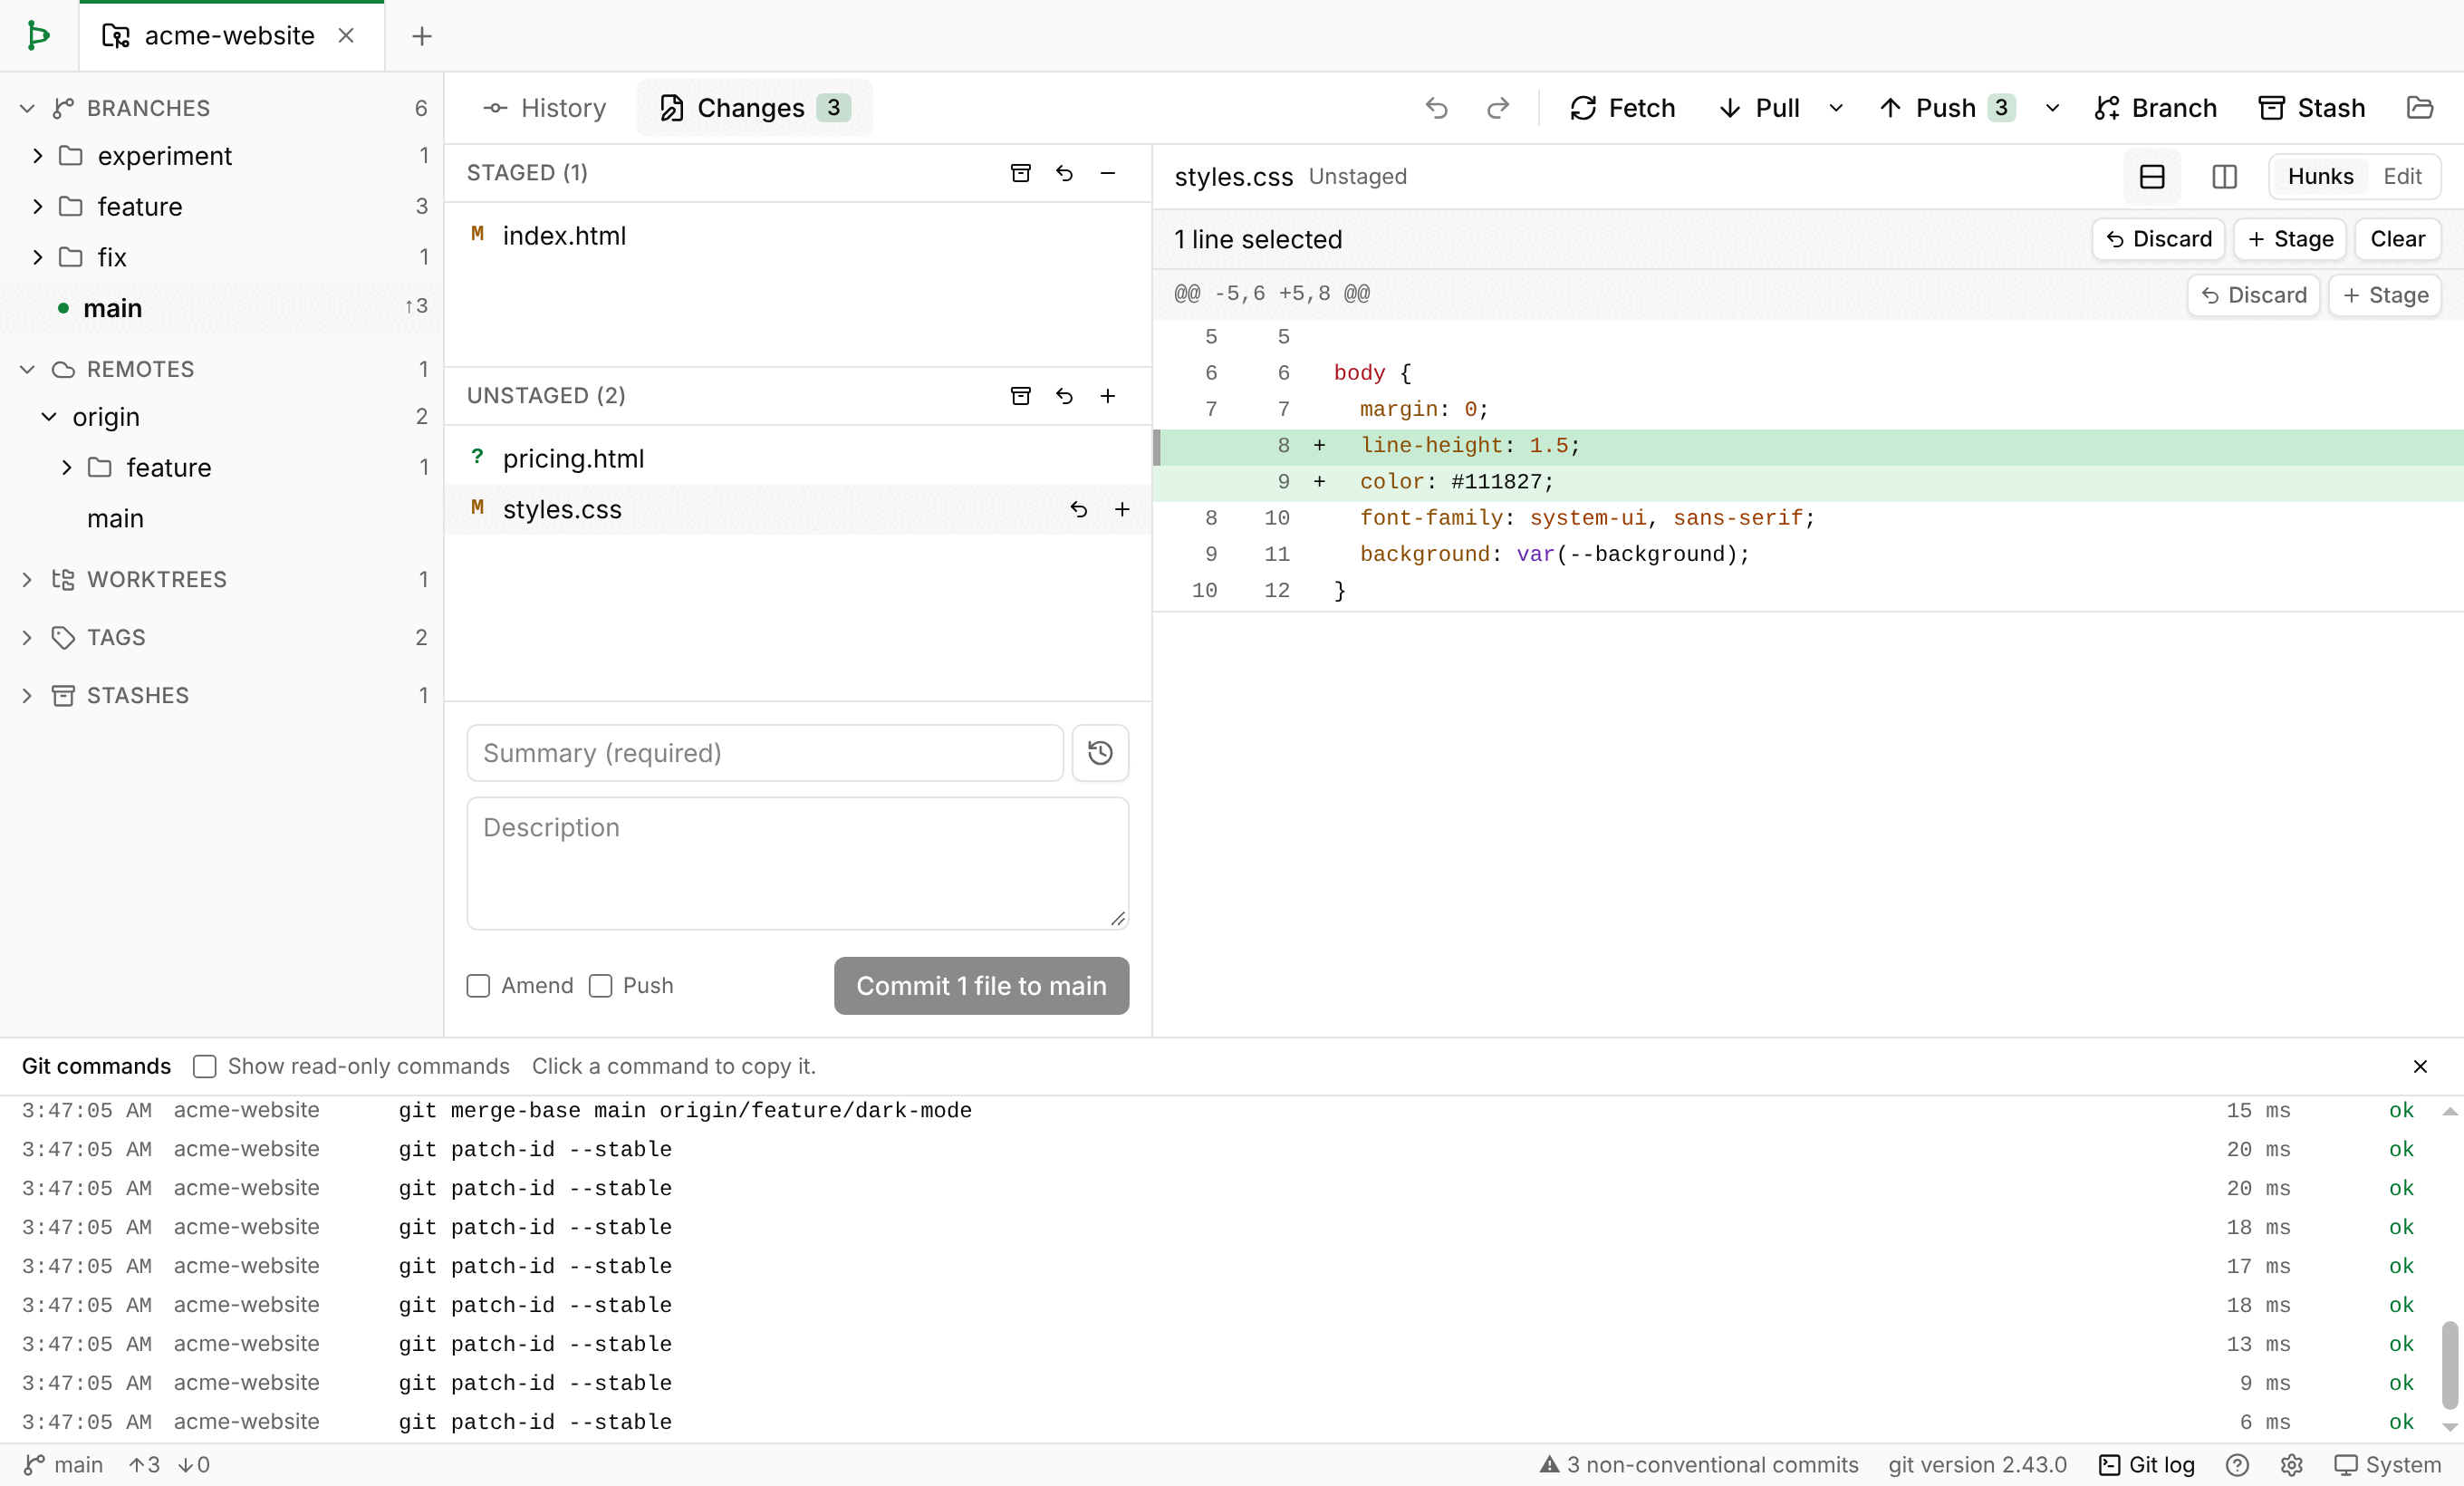 acme-website
BRANCHES 6
experiment 1
feature 3
fix 1
main ↑3
REMOTES 1
origin 2
feature 1
main
WORKTREES 1
TAGS 2
STASHES 1
History Changes 3
Fetch Pull Push 3 Branch Stash
STAGED (1)
M index.html
UNSTAGED (2)
? pricing.html
M styles.css
Summary (required)
Description
Amend Push Commit 1 file to main
styles.css Unstaged Hunks Edit
1 line selected Discard + Stage Clear
@@ -5,6 +5,8 @@ Discard + Stage
5 5
6 6 body {
7 7 margin: 0;
8 + line-height: 1.5;
9 + color: #111827;
8 10 font-family: system-ui, sans-serif;
9 11 background: var(--background);
10 12 }
Git commands Show read-only commands Click a command to copy it.
3:47:05 AM acme-website git merge-base main origin/feature/dark-mode 15 ms ok
3:47:05 AM acme-website git patch-id --stable 20 ms ok
3:47:05 AM acme-website git patch-id --stable 20 ms ok
3:47:05 AM acme-website git patch-id --stable 18 ms ok
3:47:05 AM acme-website git patch-id --stable 17 ms ok
3:47:05 AM acme-website git patch-id --stable 18 ms ok
3:47:05 AM acme-website git patch-id --stable 13 ms ok
3:47:05 AM acme-website git patch-id --stable 9 ms ok
3:47:05 AM acme-website git patch-id --stable 6 ms ok
main ↑3 ↓0 3 non-conventional commits git version 2.43.0 Git log System